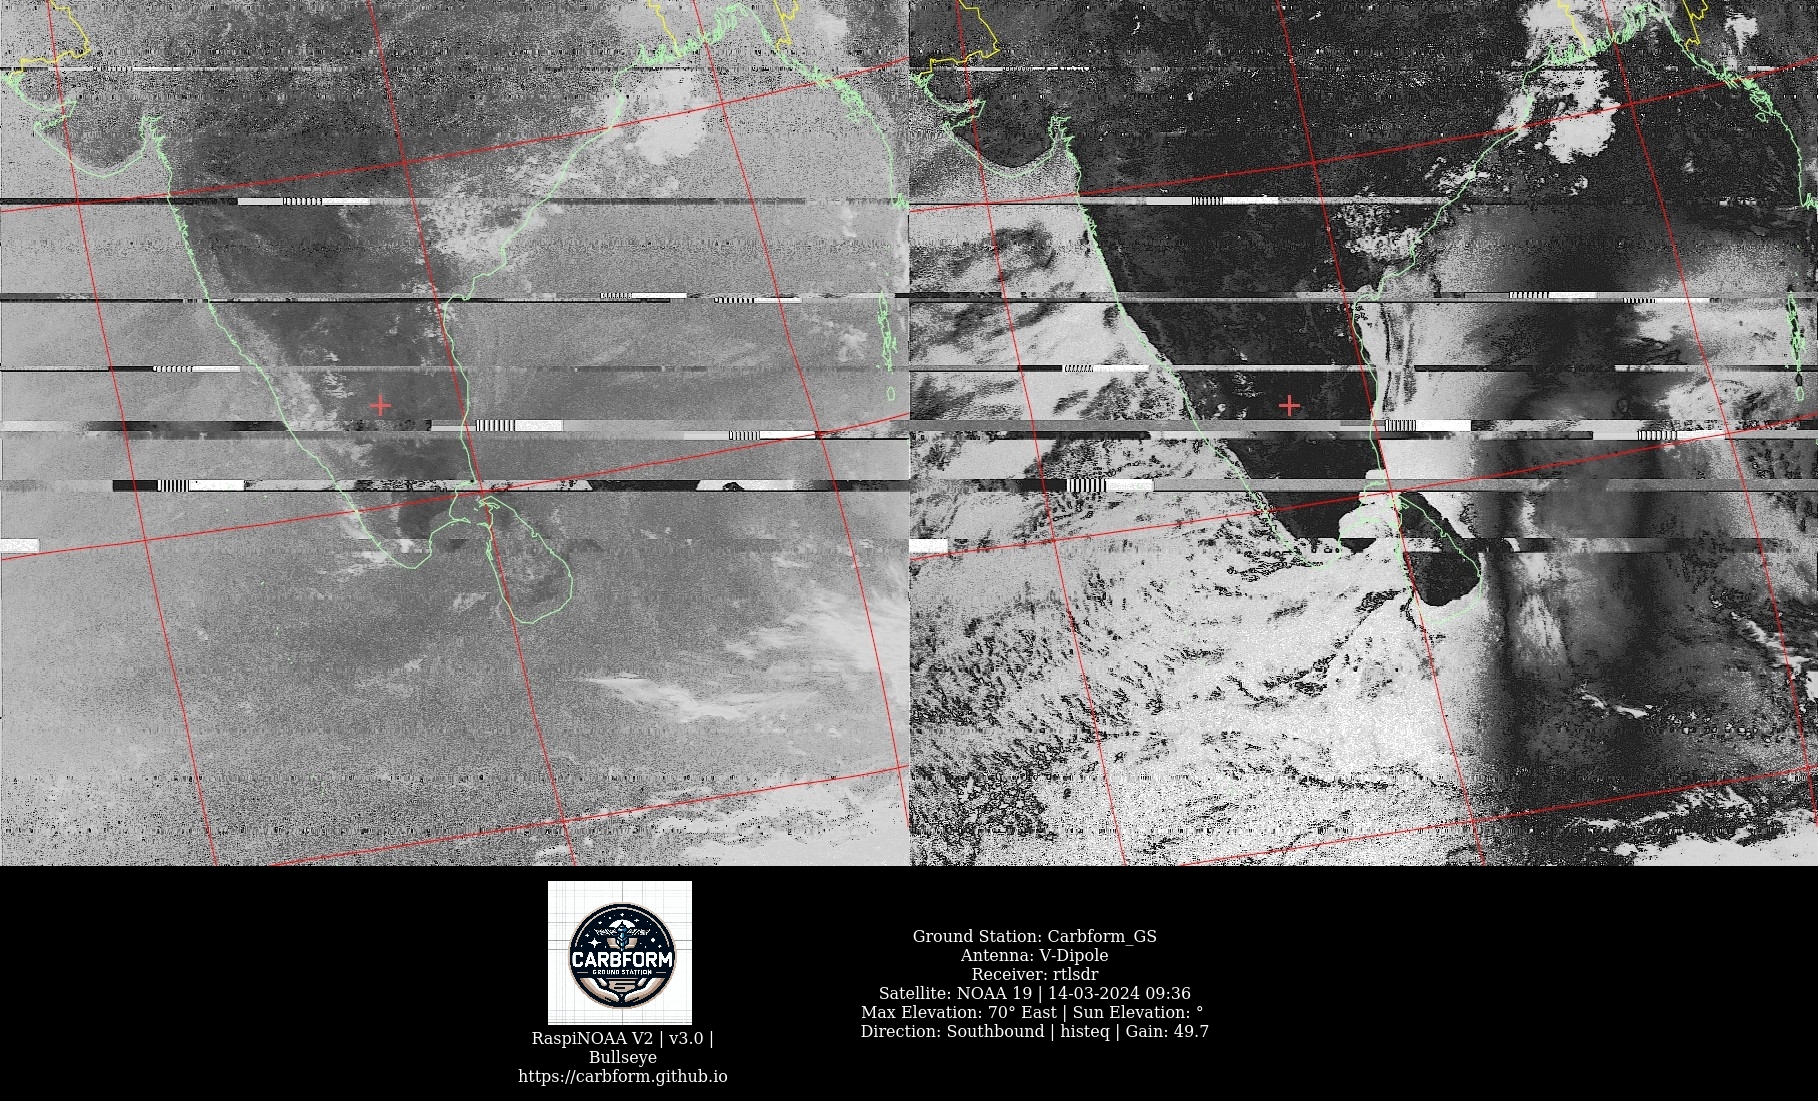 CARBFORM
GROUND STATION
RaspiNOAA V2 | v3.0 |
Bullseye
https://carbform.github.io
Ground Station: Carbform_GS
Antenna: V-Dipole
Receiver: rtlsdr
Satellite: NOAA 19 | 14-03-2024 09:36
Max Elevation: 70° East | Sun Elevation: °
Direction: Southbound | histeq | Gain: 49.7